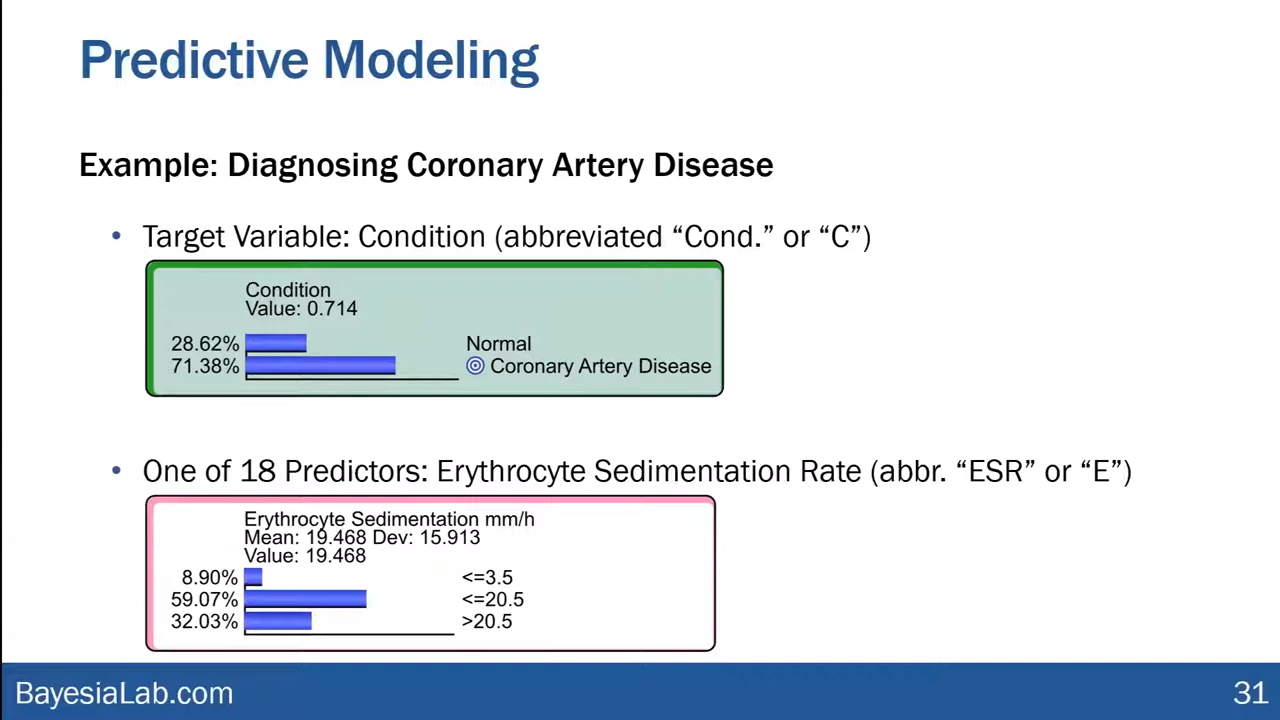 Predictive Modeling
Example: Diagnosing Coronary Artery Disease
• Target Variable: Condition (abbreviated “Cond.” or “C”)
Condition
Value: 0.714
28.62% Normal
71.38% Coronary Artery Disease
• One of 18 Predictors: Erythrocyte Sedimentation Rate (abbr. “ESR” or “E”)
Erythrocyte Sedimentation mm/h
Mean: 19.468 Dev: 15.913
Value: 19.468
8.90% <=3.5
59.07% <=20.5
32.03% >20.5
BayesiaLab.com 31